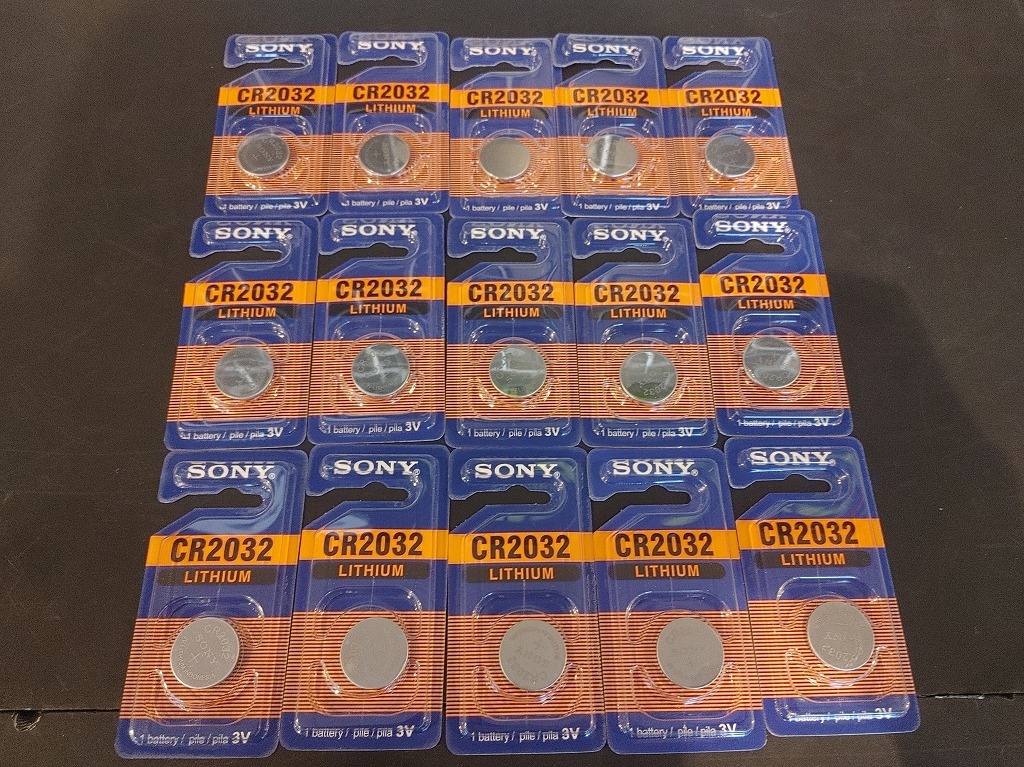 SONY SONY SONY SONY SONY
CR2032 CR2032 CR2032 CR2032 CR2032
LITHIUM LITHIUM LITHIUM LITHIUM LITHIUM
1 battery / pile / pila 3V 1 battery / pile / pila 3V 1 battery / pile / pila 3V 1 battery / pile / pila 3V 1 battery / pile / pila 3V
SONY SONY SONY SONY SONY
CR2032 CR2032 CR2032 CR2032 CR2032
LITHIUM LITHIUM LITHIUM LITHIUM LITHIUM
1 battery / pile / pila 3V 1 battery / pile / pila 3V 1 battery / pile / pila 3V 1 battery / pile / pila 3V 1 battery / pile / pila 3V
SONY SONY SONY SONY SONY
CR2032 CR2032 CR2032 CR2032 CR2032
LITHIUM LITHIUM LITHIUM LITHIUM LITHIUM
CR2032
SONY
+
INDONESIA
1 battery / pile / pila 3V 1 battery / pile / pila 3V 1 battery / pile / pila 3V 1 battery / pile / pila 3V 1 battery / pile / pila 3V